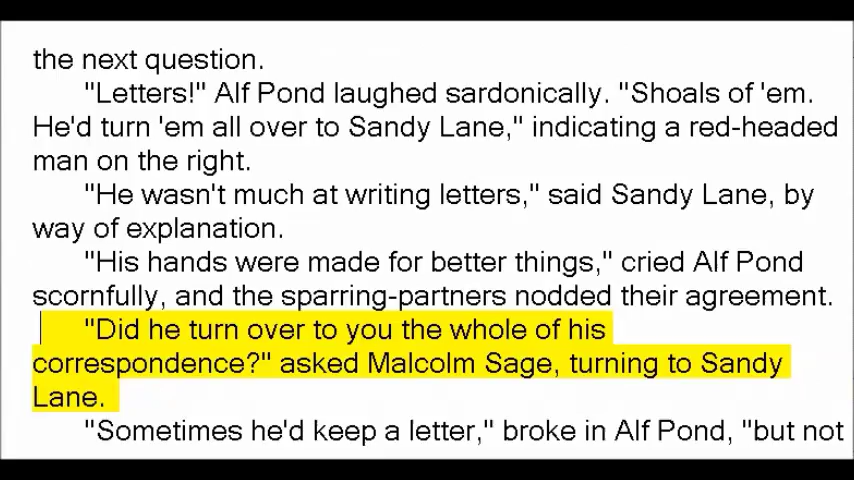 the next question.
"Letters!" Alf Pond laughed sardonically. "Shoals of 'em.
He'd turn 'em all over to Sandy Lane," indicating a red-headed
man on the right.
"He wasn't much at writing letters," said Sandy Lane, by
way of explanation.
"His hands were made for better things," cried Alf Pond
scornfully, and the sparring-partners nodded their agreement.
"Did he turn over to you the whole of his
correspondence?" asked Malcolm Sage, turning to Sandy
Lane.
"Sometimes he'd keep a letter," broke in Alf Pond, "but not